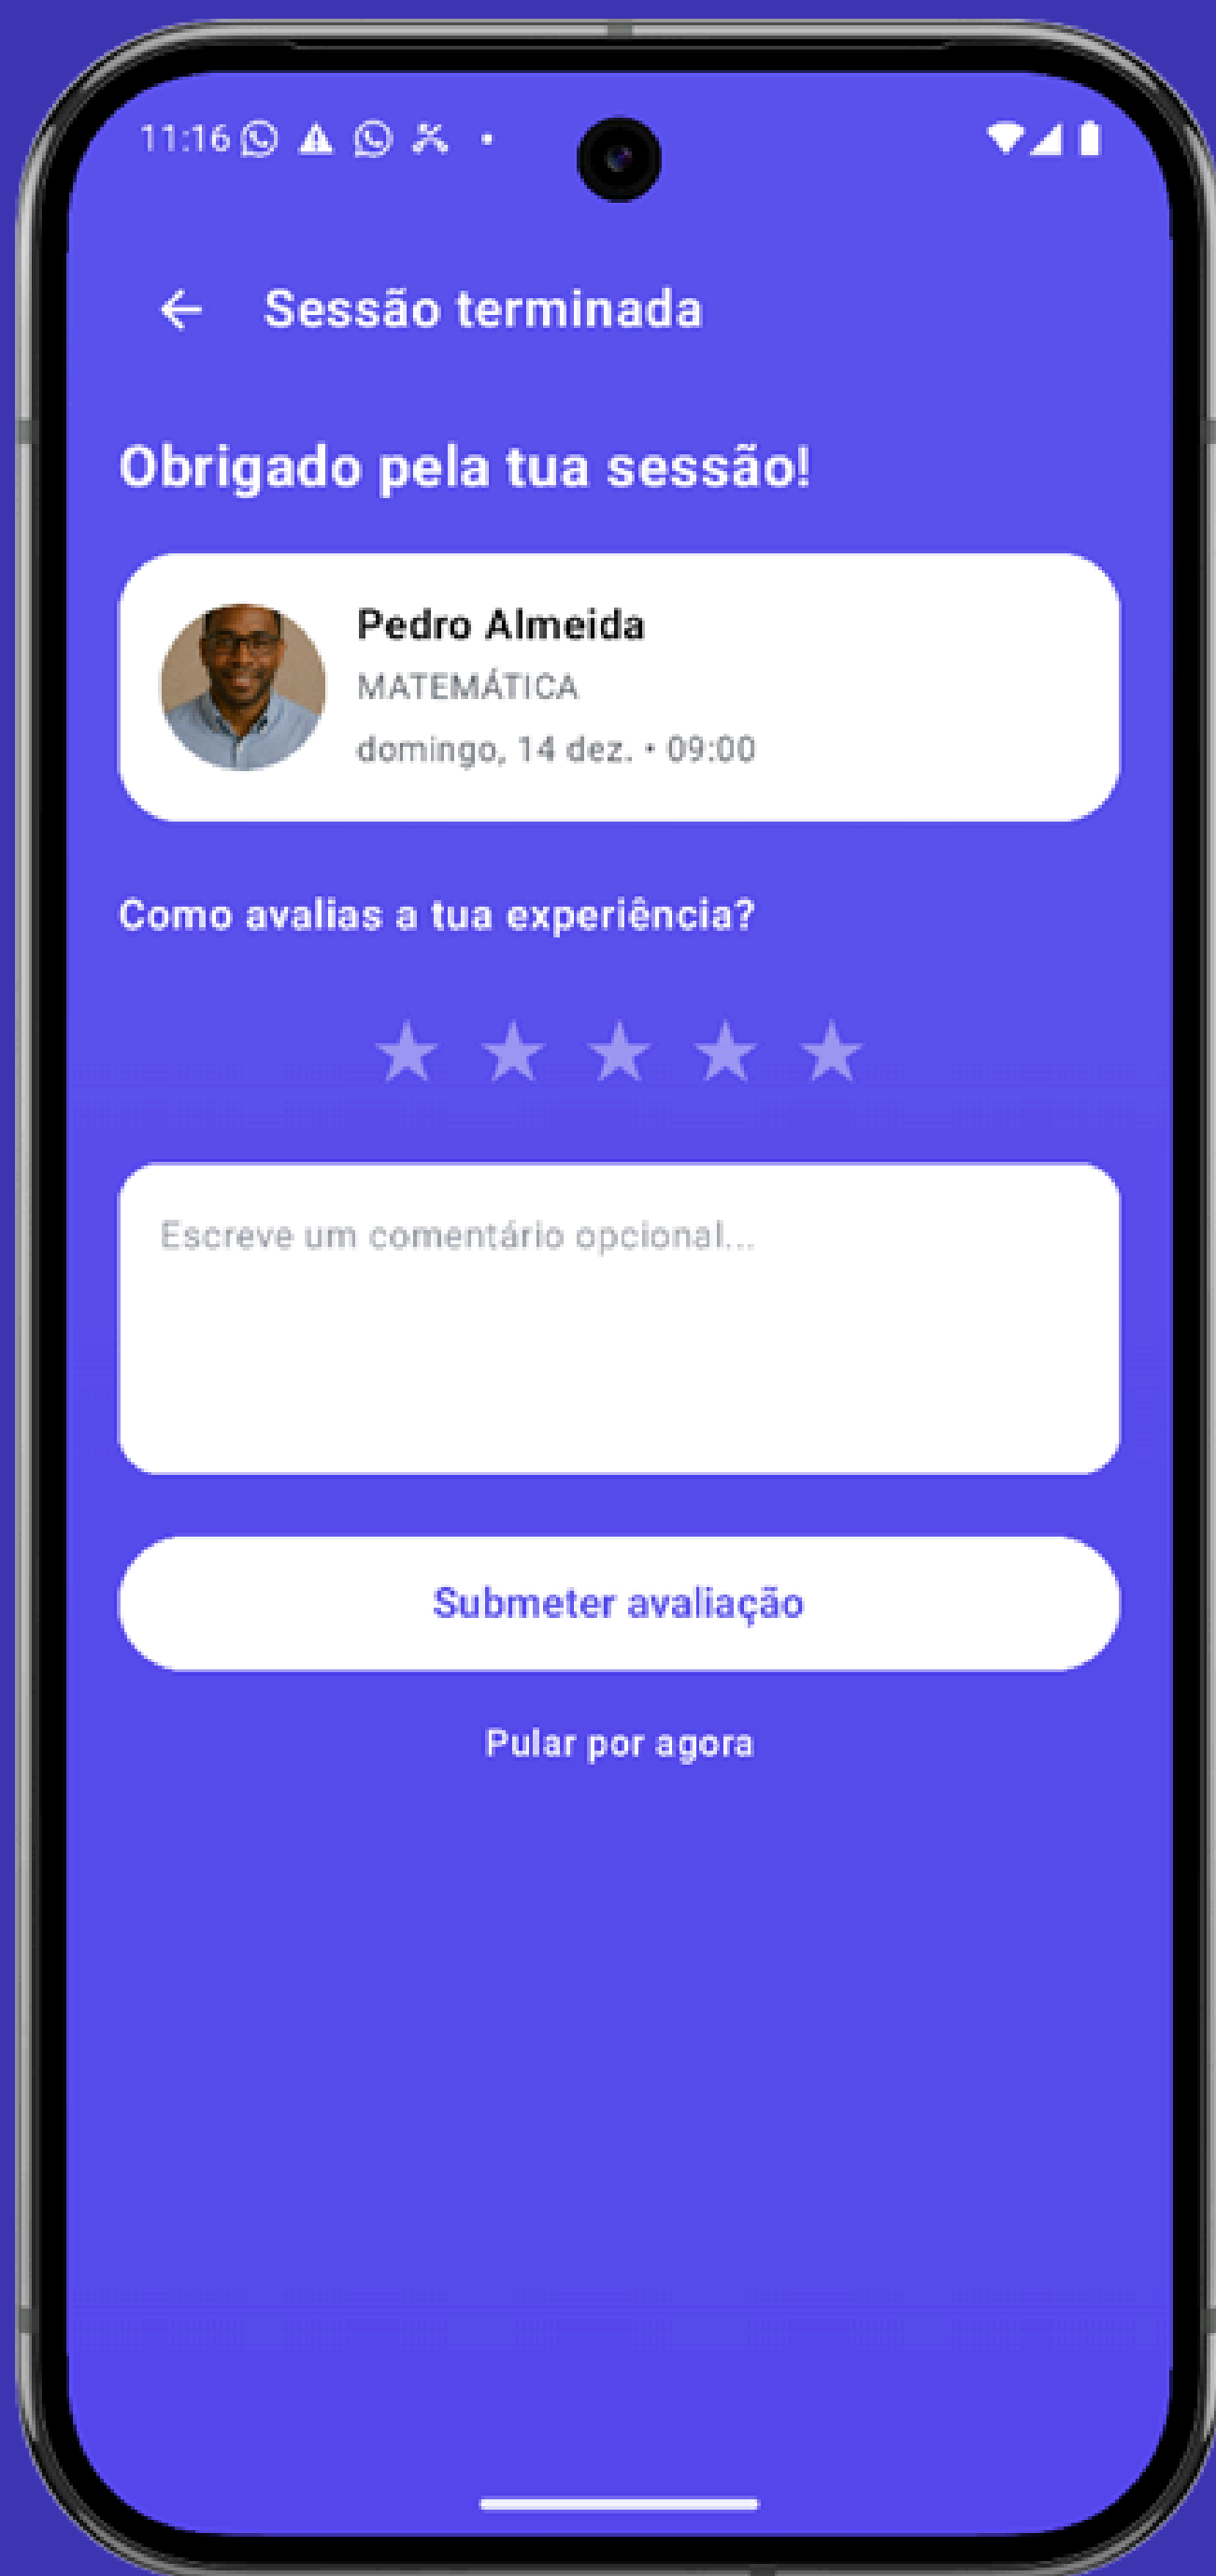 11:16
Sessão terminada
Obrigado pela tua sessão!
Pedro Almeida
MATEMÁTICA
domingo, 14 dez. • 09:00
Como avalias a tua experiência?
Escreve um comentário opcional...
Submeter avaliação
Pular por agora